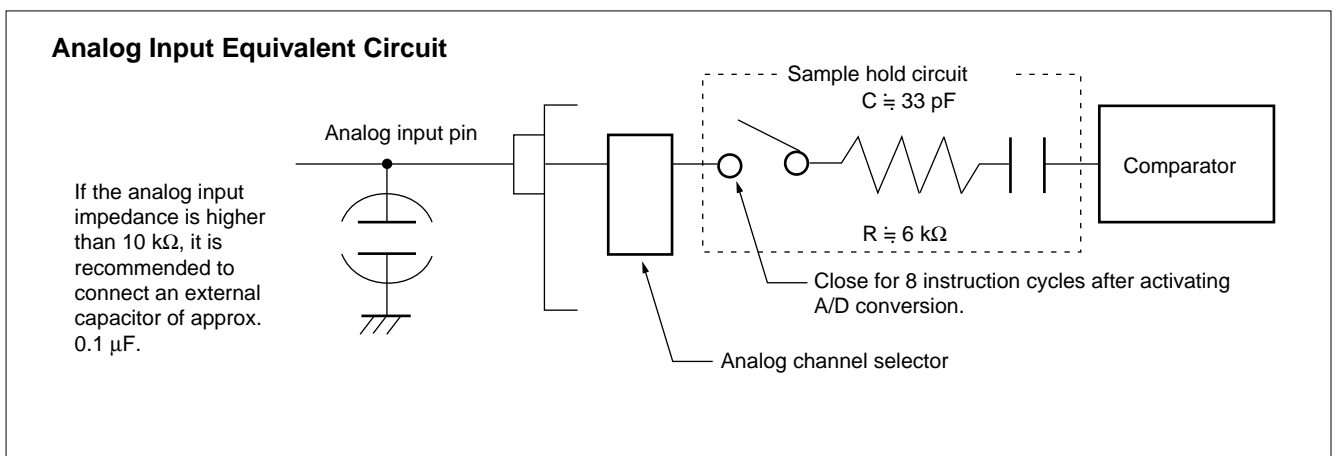 Analog Input Equivalent Circuit
Sample hold circuit
C ≒ 33 pF
Analog input pin
Comparator
If the analog input
impedance is higher
than 10 kΩ, it is
recommended to
connect an external
capacitor of approx.
0.1 µF.
R ≒ 6 kΩ
Close for 8 instruction cycles after activating
A/D conversion.
Analog channel selector